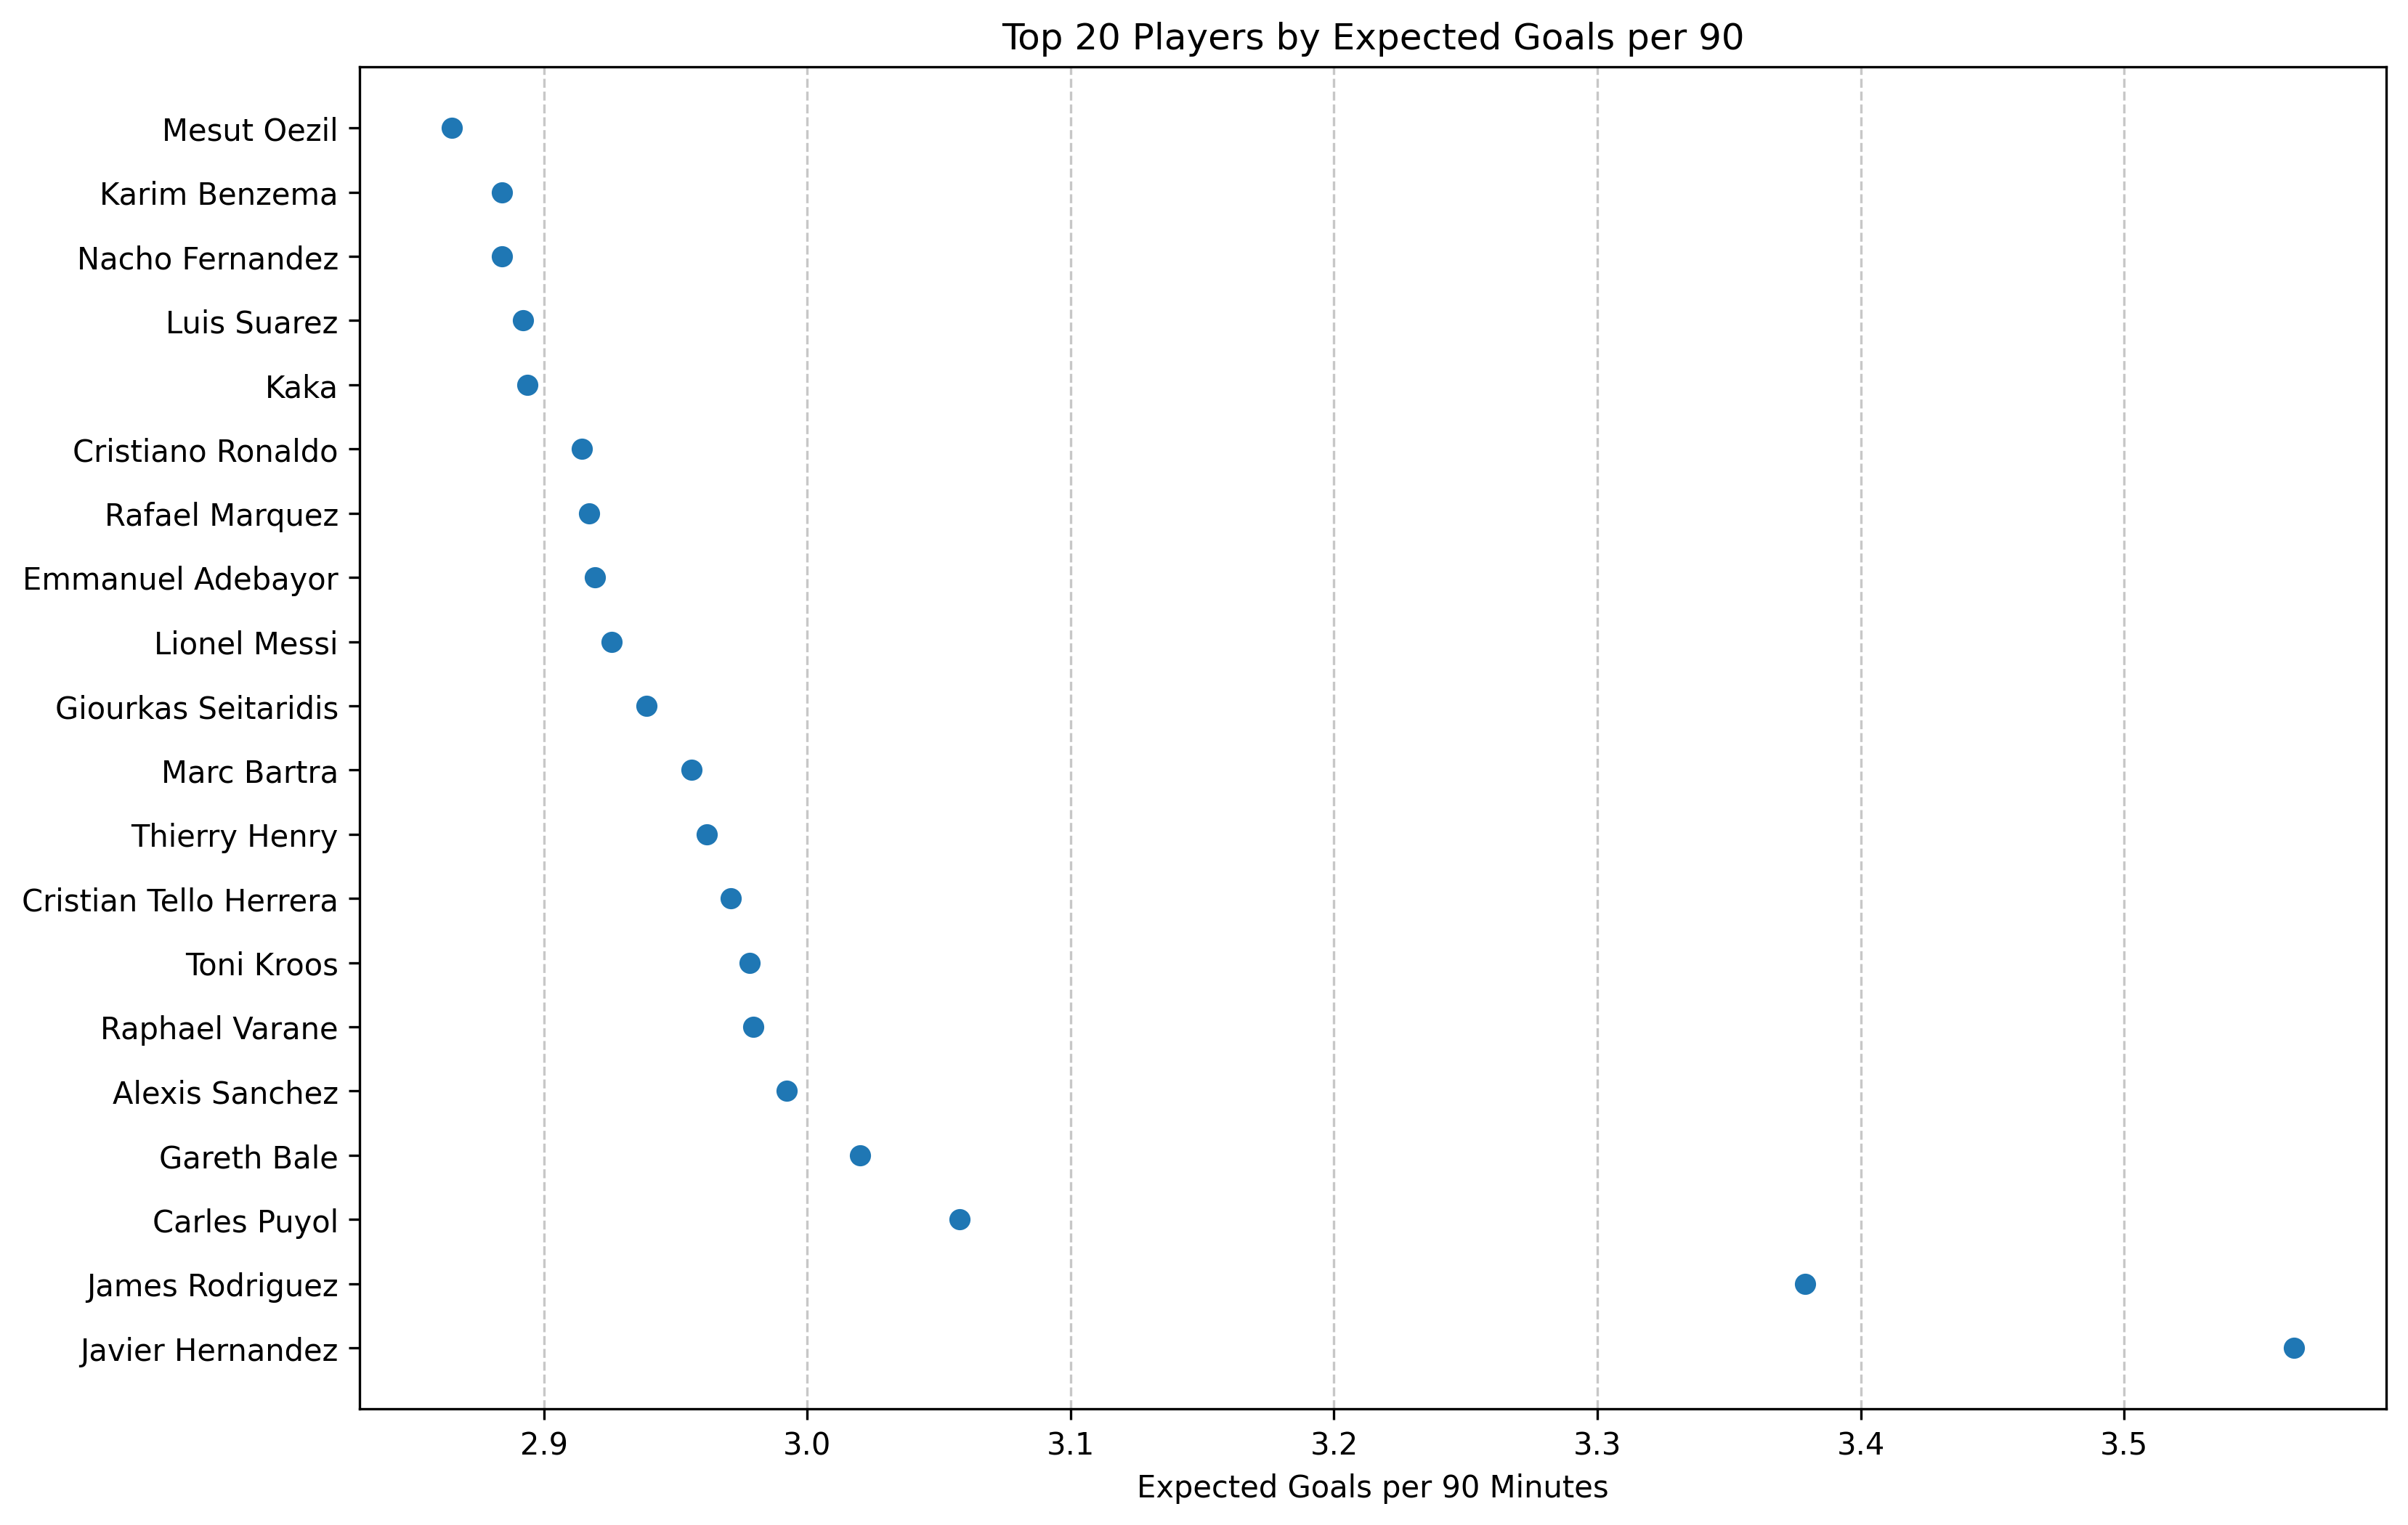 Top 20 Players by Expected Goals per 90
Mesut Oezil
Karim Benzema
Nacho Fernandez
Luis Suarez
Kaka
Cristiano Ronaldo
Rafael Marquez
Emmanuel Adebayor
Lionel Messi
Giourkas Seitaridis
Marc Bartra
Thierry Henry
Cristian Tello Herrera
Toni Kroos
Raphael Varane
Alexis Sanchez
Gareth Bale
Carles Puyol
James Rodriguez
Javier Hernandez
2.9 3.0 3.1 3.2 3.3 3.4 3.5
Expected Goals per 90 Minutes